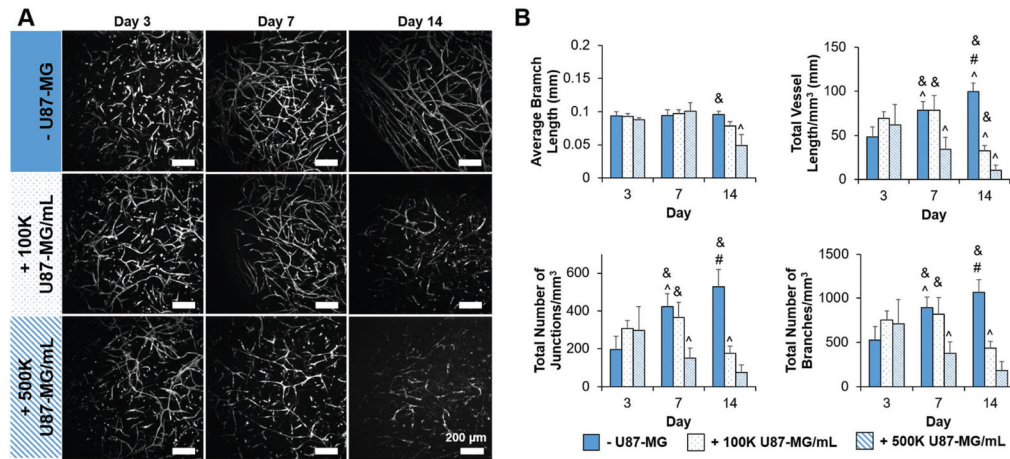 A
Day 3
Day 7
Day 14
- U87-MG
+ 100K
U87-MG/mL
+ 500K
U87-MG/mL
200 µm
B
Average Bramch
Length (mm)
0.2
0.15
0.1
0.05
0
&
^
3
7
14
Day
Total Vessel
Length/mm³ (mm)
150
100
50
0
& &
^
^
&
#
^
&
^
^
3
7
14
Day
Total Number of
Junctions/mm³
600
400
200
0
&
^ &
^
&
#
^
3
7
14
Day
Total Number of
Branches/mm³
1500
1000
500
0
& &
^
^
&
#
^
3
7
14
Day
- U87-MG
+ 100K U87-MG/mL
+ 500K U87-MG/mL